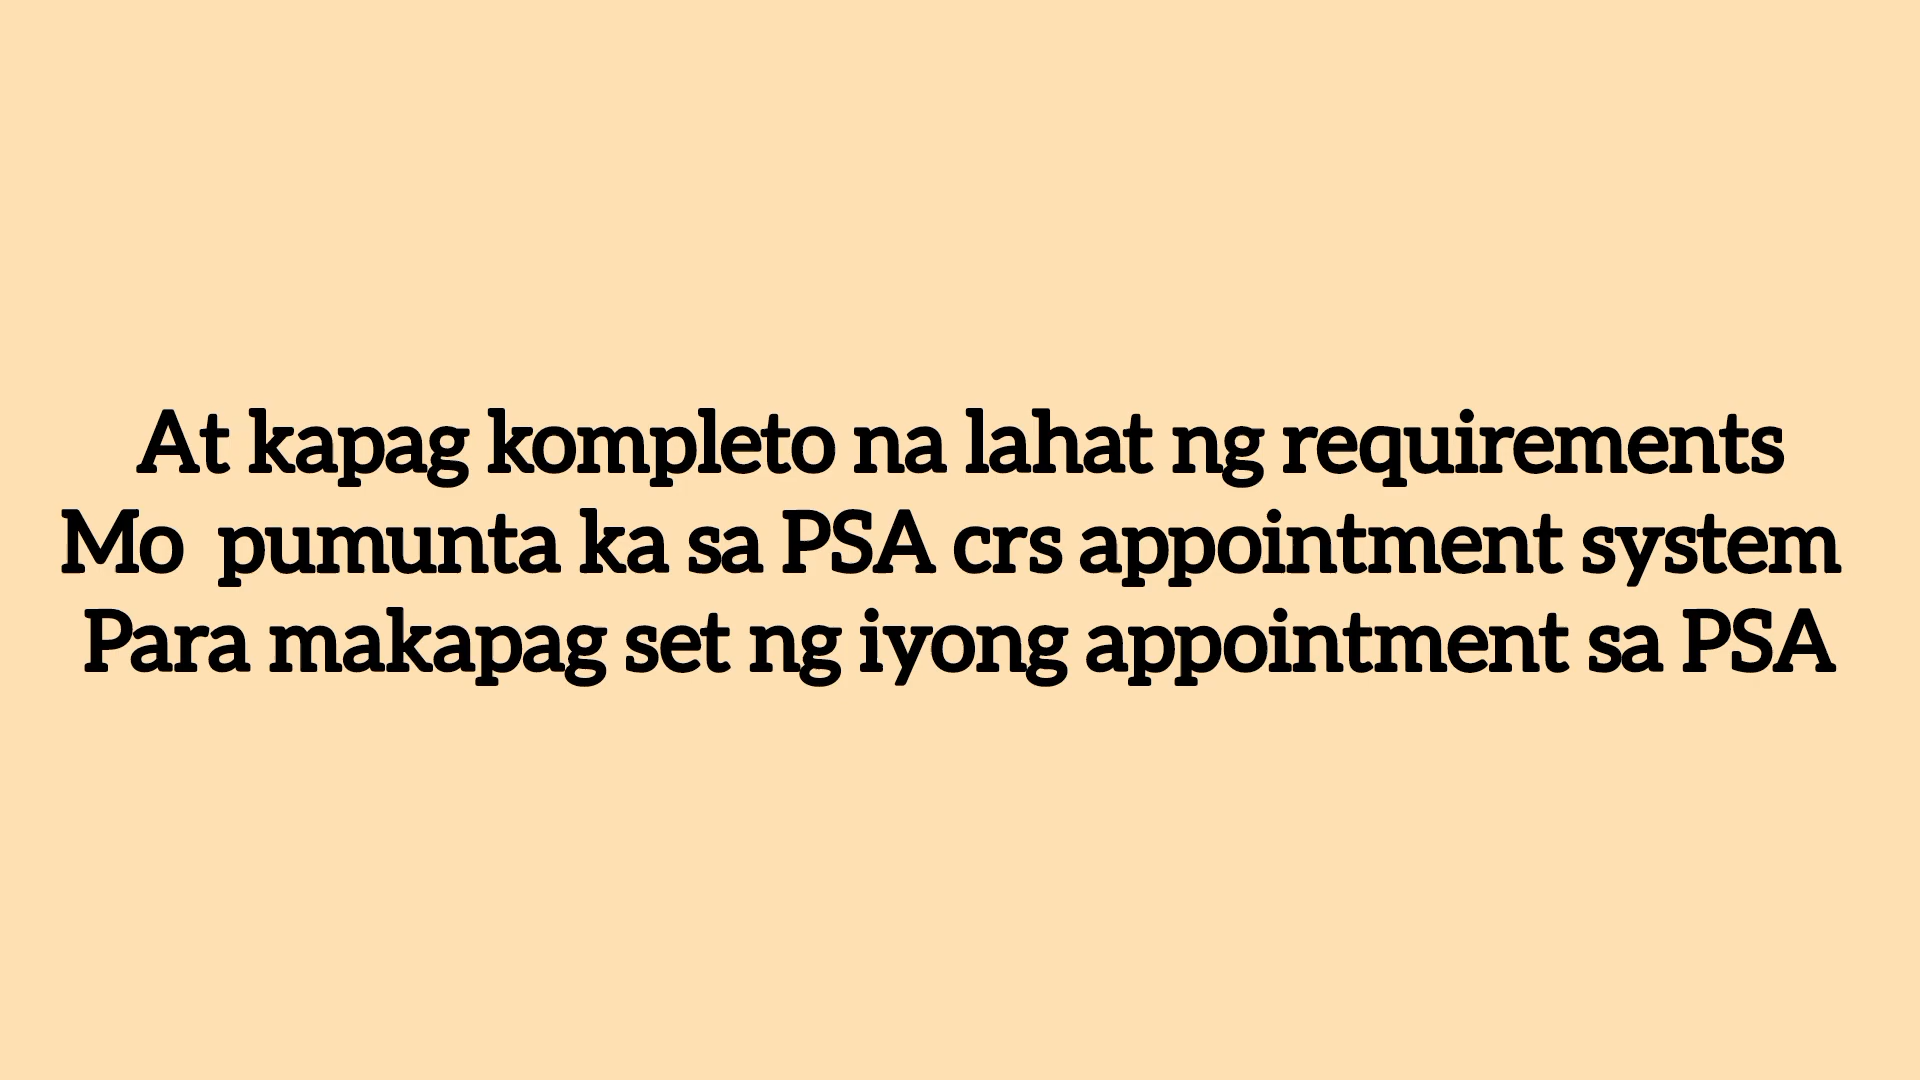 At kapag kompleto na lahat ng requirements
Mo  pumunta ka sa PSA crs appointment system
Para makapag set ng iyong appointment sa PSA